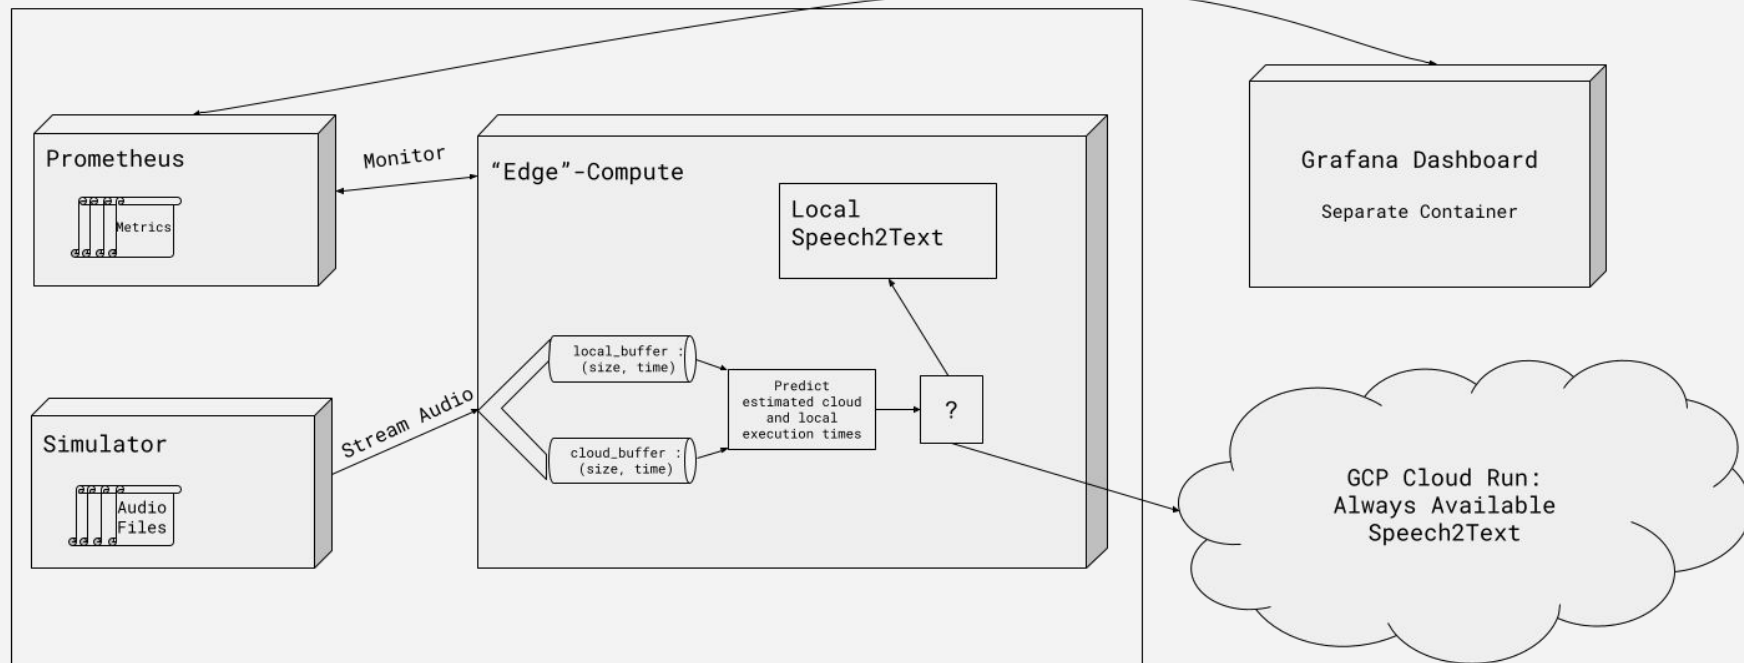 Prometheus
Metrics
Monitor
“Edge”-Compute
Local
Speech2Text
Grafana Dashboard
Separate Container
Simulator
Audio
Files
Stream Audio
local_buffer :
(size, time)
cloud_buffer :
(size, time)
Predict
estimated cloud
and local
execution times
?
GCP Cloud Run:
Always Available
Speech2Text